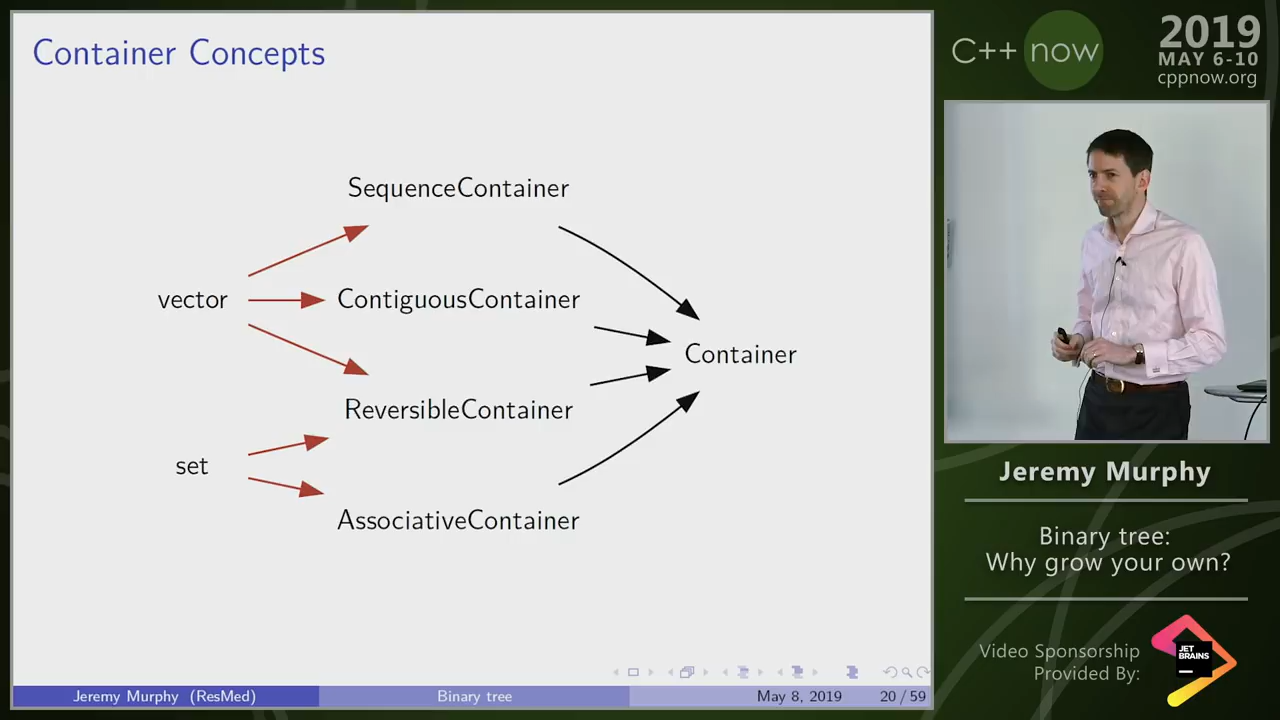 Container Concepts
SequenceContainer
vector
ContiguousContainer
Container
ReversibleContainer
set
AssociativeContainer
Jeremy Murphy (ResMed)
Binary tree
May 8, 2019
20 / 59
C++ now
2019
MAY 6-10
cppnow.org
Jeremy Murphy
Binary tree:
Why grow your own?
Video Sponsorship
Provided By:
JET
BRAINS